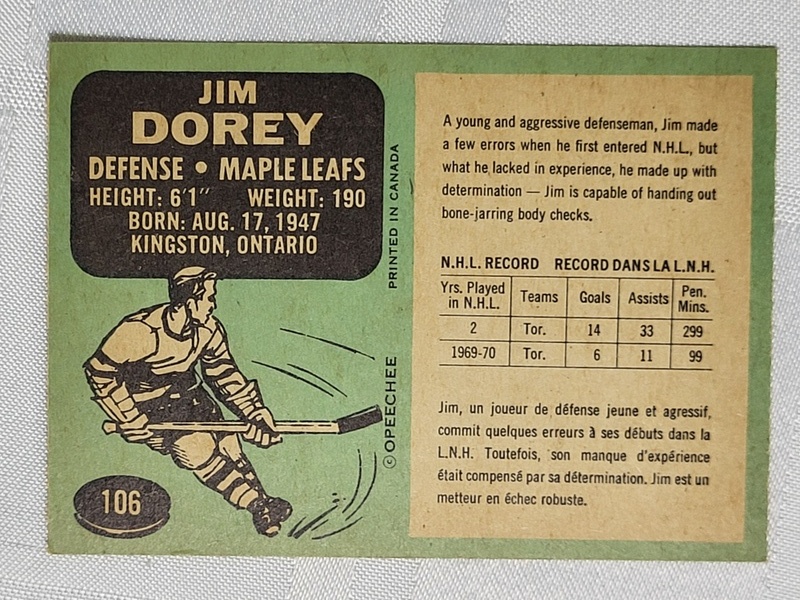 JIM
DOREY
DEFENSE • MAPLE LEAFS
HEIGHT: 6'1" WEIGHT: 190
BORN: AUG. 17, 1947
KINGSTON, ONTARIO
106
© OPEECHEE PRINTED IN CANADA
A young and aggressive defenseman, Jim made
a few errors when he first entered N.H.L., but
what he lacked in experience, he made up with
determination — Jim is capable of handing out
bone-jarring body checks.
N.H.L. RECORD RECORD DANS LA L.N.H.
Yrs. Played in N.H.L. Teams Goals Assists Pen. Mins.
2 Tor. 14 33 299
1969-70 Tor. 6 11 99
Jim, un joueur de défense jeune et agressif,
commit quelques erreurs à ses débuts dans la
L.N.H. Toutefois, son manque d'expérience
était compensé par sa détermination. Jim est un
metteur en échec robuste.